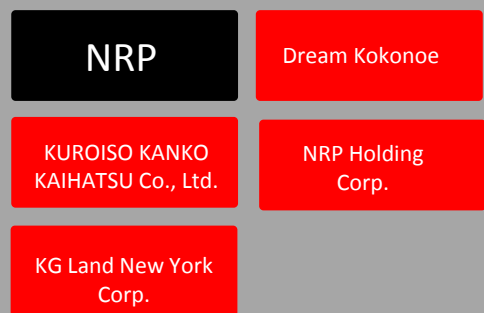 NRP
Dream Kokonoe
KUROISO KANKO
KAIHATSU Co., Ltd.
NRP Holding
Corp.
KG Land New York
Corp.